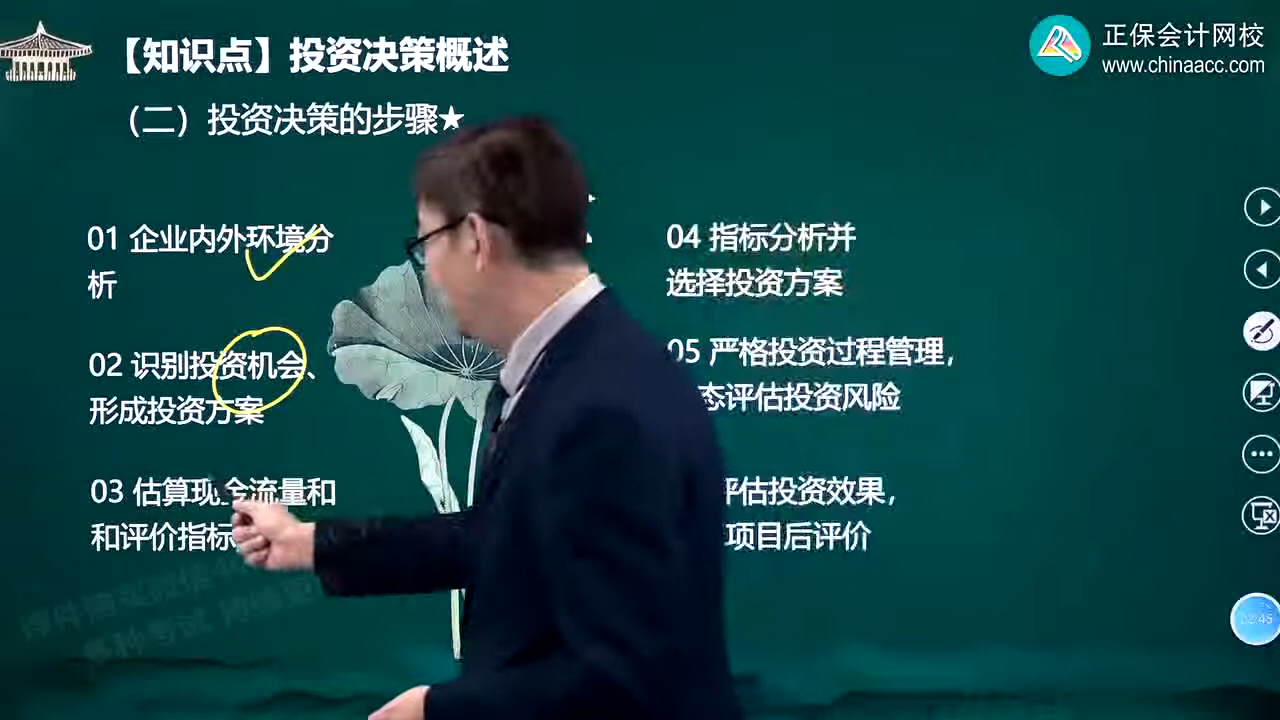 【知识点】投资决策概述
正保会计网校
www.chinaacc.com
（二）投资决策的步骤★
01 企业内外环境分
析
02 识别投资机会、
形成投资方案
03 估算现金流量和
和评价指标
04 指标分析并
选择投资方案
05 严格投资过程管理，
态评估投资风险
评估投资效果，
项目后评价
02:45